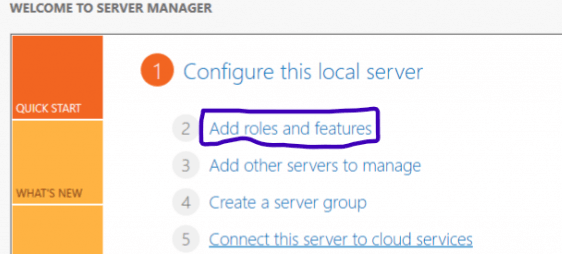 WELCOME TO SERVER MANAGER
QUICK START
WHAT'S NEW
1 Configure this local server
2 Add roles and features
3 Add other servers to manage
4 Create a server group
5 Connect this server to cloud services